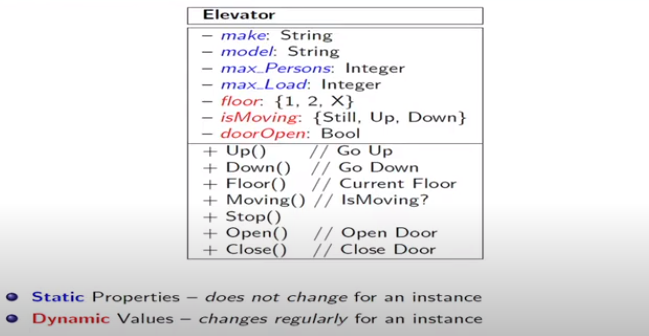 Elevator
– make: String
– model: String
– max_Persons: Integer
– max_Load: Integer
– floor: {1, 2, X}
– isMoving: {Still, Up, Down}
– doorOpen: Bool
+ Up() // Go Up
+ Down() // Go Down
+ Floor() // Current Floor
+ Moving() // IsMoving?
+ Stop()
+ Open() // Open Door
+ Close() // Close Door
Static Properties – does not change for an instance
Dynamic Values – changes regularly for an instance